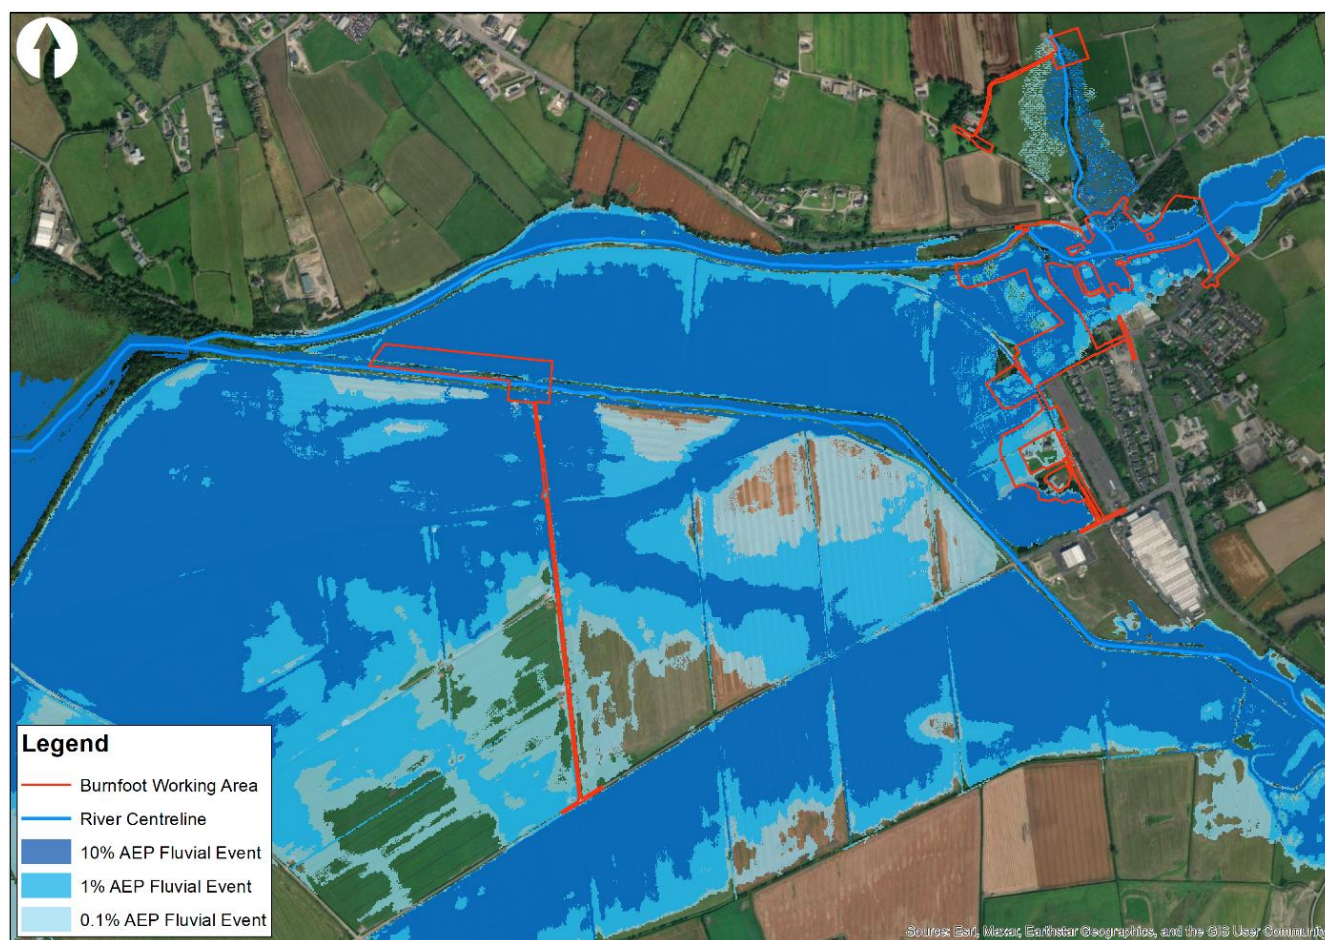 Legend
Burnfoot Working Area
River Centreline
10% AEP Fluvial Event
1% AEP Fluvial Event
0.1% AEP Fluvial Event
Source: Esri, Maxar, Earthstar Geographics, and the GIS User Community